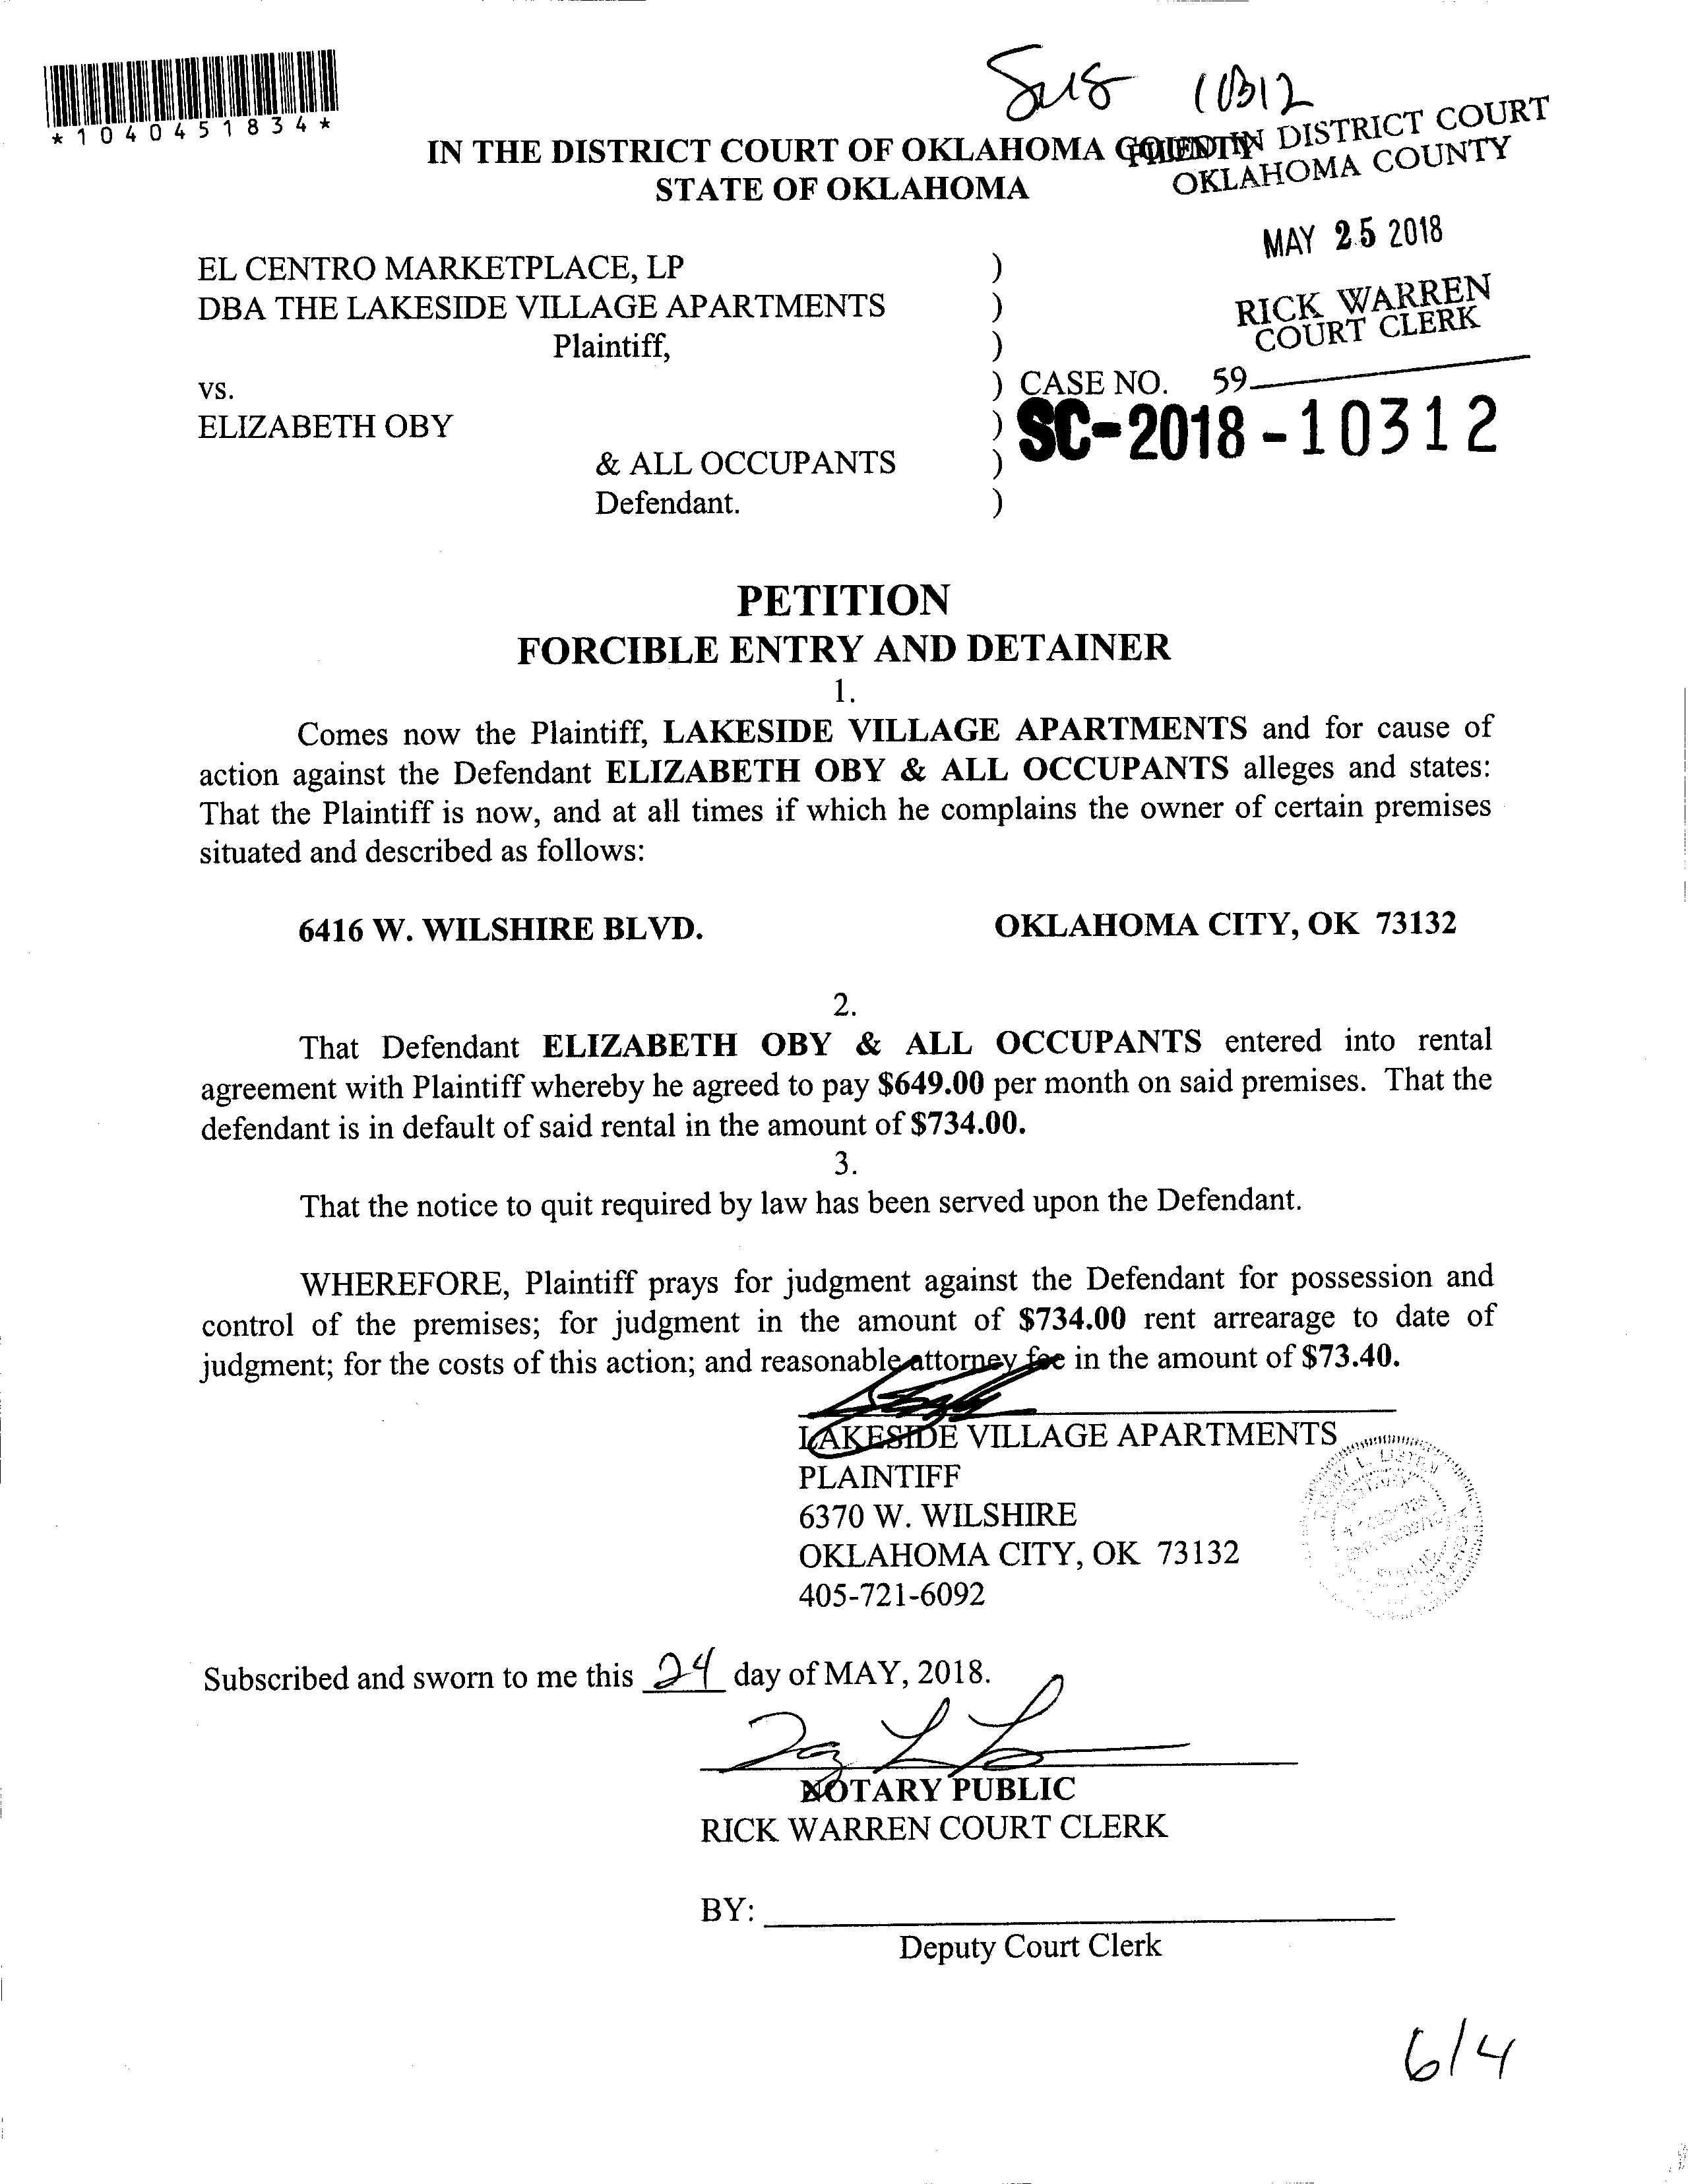 *1040451834*
SMS 10312
IN THE DISTRICT COURT OF OKLAHOMA COUNTY
STATE OF OKLAHOMA
FILED IN DISTRICT COURT
OKLAHOMA COUNTY
MAY 25 2018
RICK WARREN
COURT CLERK
59
EL CENTRO MARKETPLACE, LP )
DBA THE LAKESIDE VILLAGE APARTMENTS )
Plaintiff, )
vs. ) CASE NO.
ELIZABETH OBY ) SC-2018-10312
& ALL OCCUPANTS )
Defendant. )
PETITION
FORCIBLE ENTRY AND DETAINER
1.
Comes now the Plaintiff, LAKESIDE VILLAGE APARTMENTS and for cause of
action against the Defendant ELIZABETH OBY & ALL OCCUPANTS alleges and states:
That the Plaintiff is now, and at all times if which he complains the owner of certain premises
situated and described as follows:
6416 W. WILSHIRE BLVD. OKLAHOMA CITY, OK 73132
2.
That Defendant ELIZABETH OBY & ALL OCCUPANTS entered into rental
agreement with Plaintiff whereby he agreed to pay $649.00 per month on said premises. That the
defendant is in default of said rental in the amount of $734.00.
3.
That the notice to quit required by law has been served upon the Defendant.
WHEREFORE, Plaintiff prays for judgment against the Defendant for possession and
control of the premises; for judgment in the amount of $734.00 rent arrearage to date of
judgment; for the costs of this action; and reasonable attorney fee in the amount of $73.40.
LAKESIDE VILLAGE APARTMENTS
PLAINTIFF
6370 W. WILSHIRE
OKLAHOMA CITY, OK 73132
405-721-6092
Subscribed and sworn to me this 24 day of MAY, 2018.
NOTARY PUBLIC
RICK WARREN COURT CLERK
BY:
Deputy Court Clerk
6/4